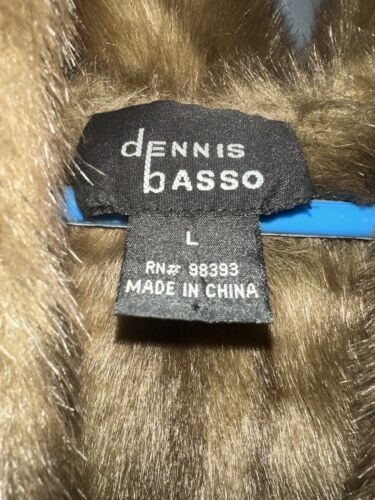 dENNIS
bASSO
L
RN# 98393
MADE IN CHINA